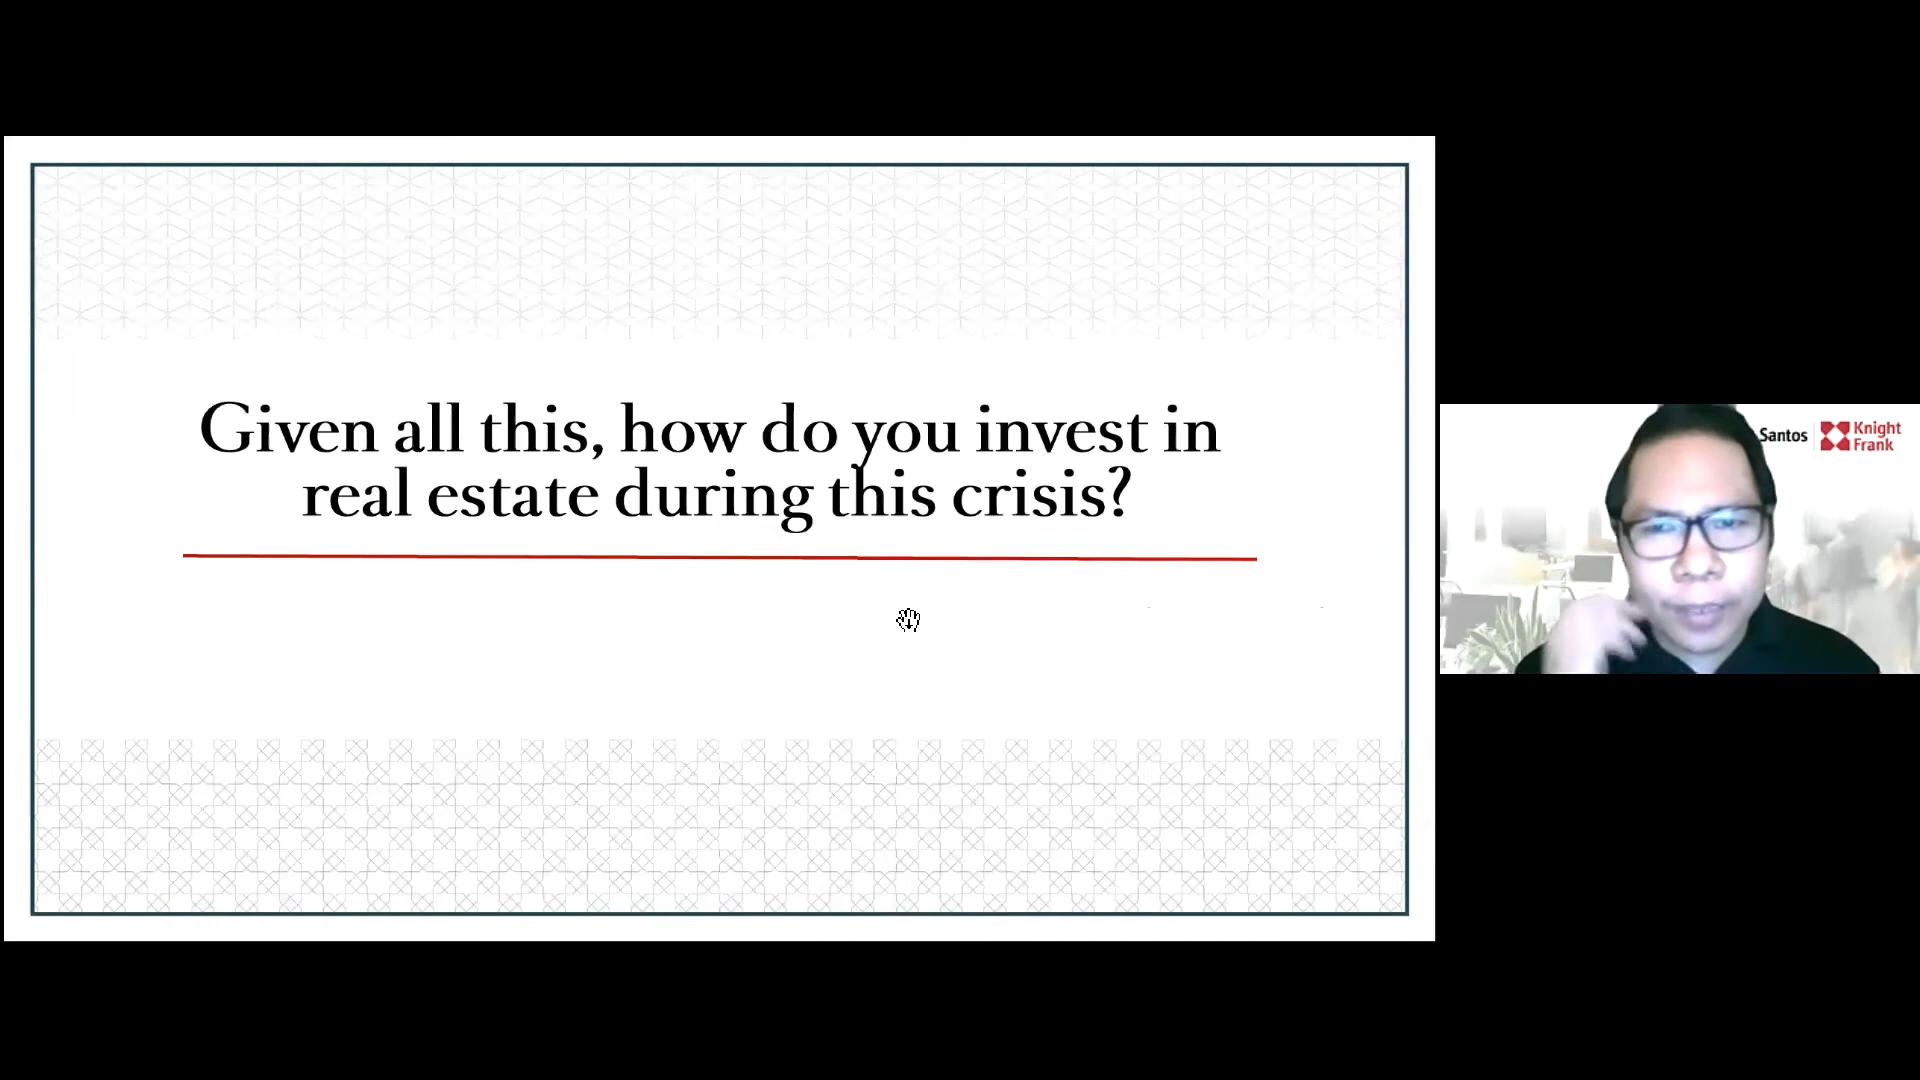 Given all this, how do you invest in
real estate during this crisis?
Santos
Knight
Frank